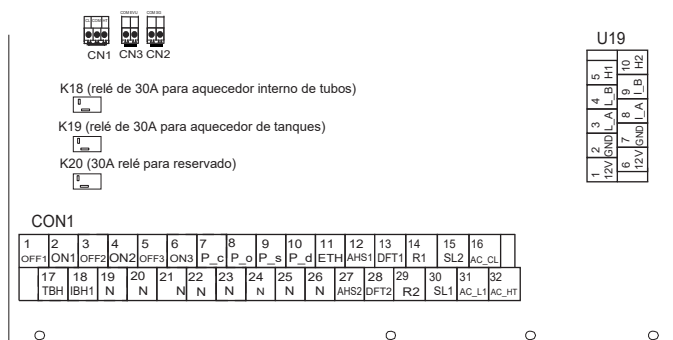 CL COM HT
CN1 CN3 CN2
U19
K18 (relé de 30A para aquecedor interno de tubos)
K19 (relé de 30A para aquecedor de tanques)
K20 (30A relé para reservado)
5 H1 10 H2
4 L_B 9 I_B
3 L_A 8 I_A
2 GND 7 GND
1 12V 6 12V
CON1
1 2 3 4 5 6 7 8 9 10 11 12 13 14 15 16
OFF1 ON1 OFF2 ON2 OFF3 ON3 P_c P_o P_s P_d ETH AHS1 DFT1 R1 SL2 AC_CL
17 18 19 20 21 22 23 24 25 26 27 28 29 30 31 32
TBH IBH1 N N N N N N N N AHS2 DFT2 R2 SL1 AC_L1 AC_HT